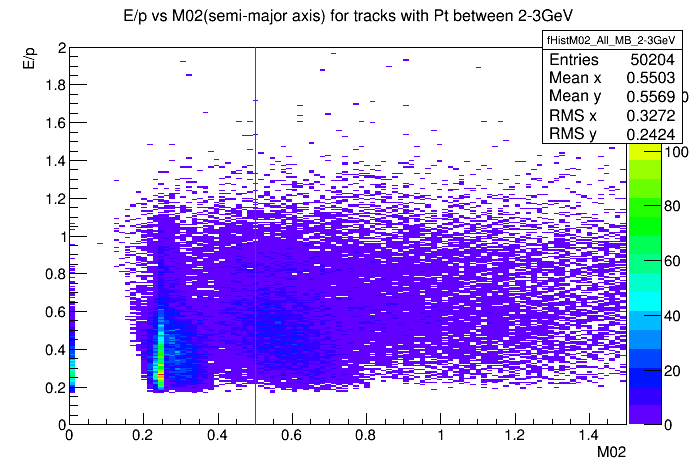 E/p vs M02(semi-major axis) for tracks with Pt between 2-3GeV
fHistM02_All_MB_2-3GeV
Entries 50204
Mean x 0.5503
Mean y 0.5569
RMS x 0.3272
RMS y 0.2424
E/p
2
1.8
1.6
1.4
1.2
1
0.8
0.6
0.4
0.2
0
0 0.2 0.4 0.6 0.8 1 1.2 1.4
M02
100
80
60
40
20
0